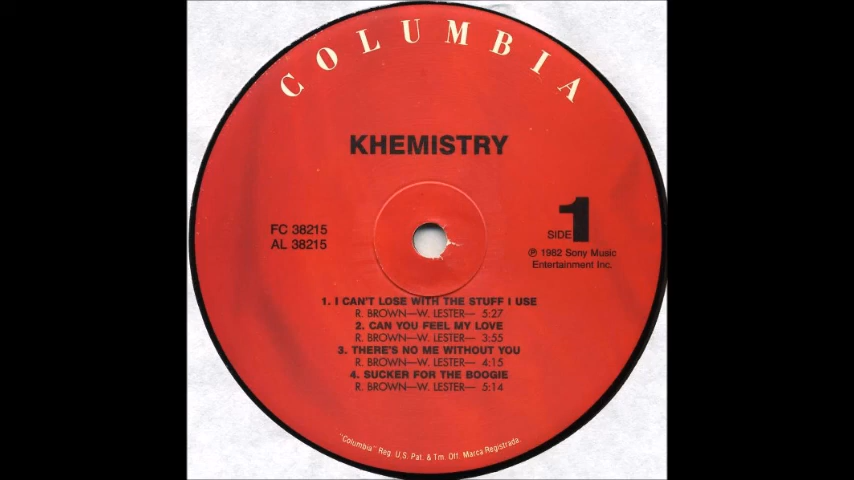 COLUMBIA
KHEMISTRY
FC 38215
AL 38215
SIDE 1
℗ 1982 Sony Music
Entertainment Inc.
1. I CAN'T LOSE WITH THE STUFF I USE
R. BROWN—W. LESTER— 5:27
2. CAN YOU FEEL MY LOVE
R. BROWN—W. LESTER— 3:55
3. THERE'S NO ME WITHOUT YOU
R. BROWN—W. LESTER— 4:15
4. SUCKER FOR THE BOOGIE
R. BROWN—W. LESTER— 5:14
"Columbia" Reg. U.S. Pat. & Tm. Off. Marca Registrada.